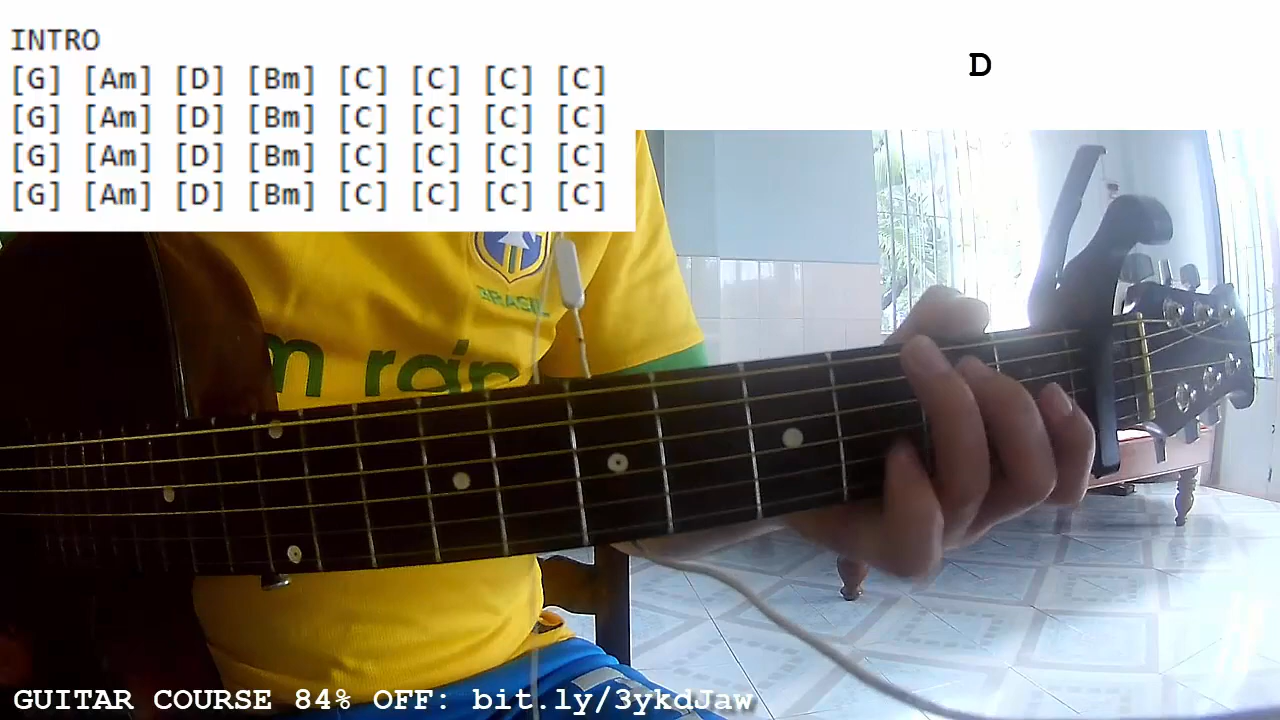 INTRO
[G] [Am] [D] [Bm] [C] [C] [C] [C]
[G] [Am] [D] [Bm] [C] [C] [C] [C]
[G] [Am] [D] [Bm] [C] [C] [C] [C]
[G] [Am] [D] [Bm] [C] [C] [C] [C]
D
BRASIL
GUITAR COURSE 84% OFF: bit.ly/3ykdJaw